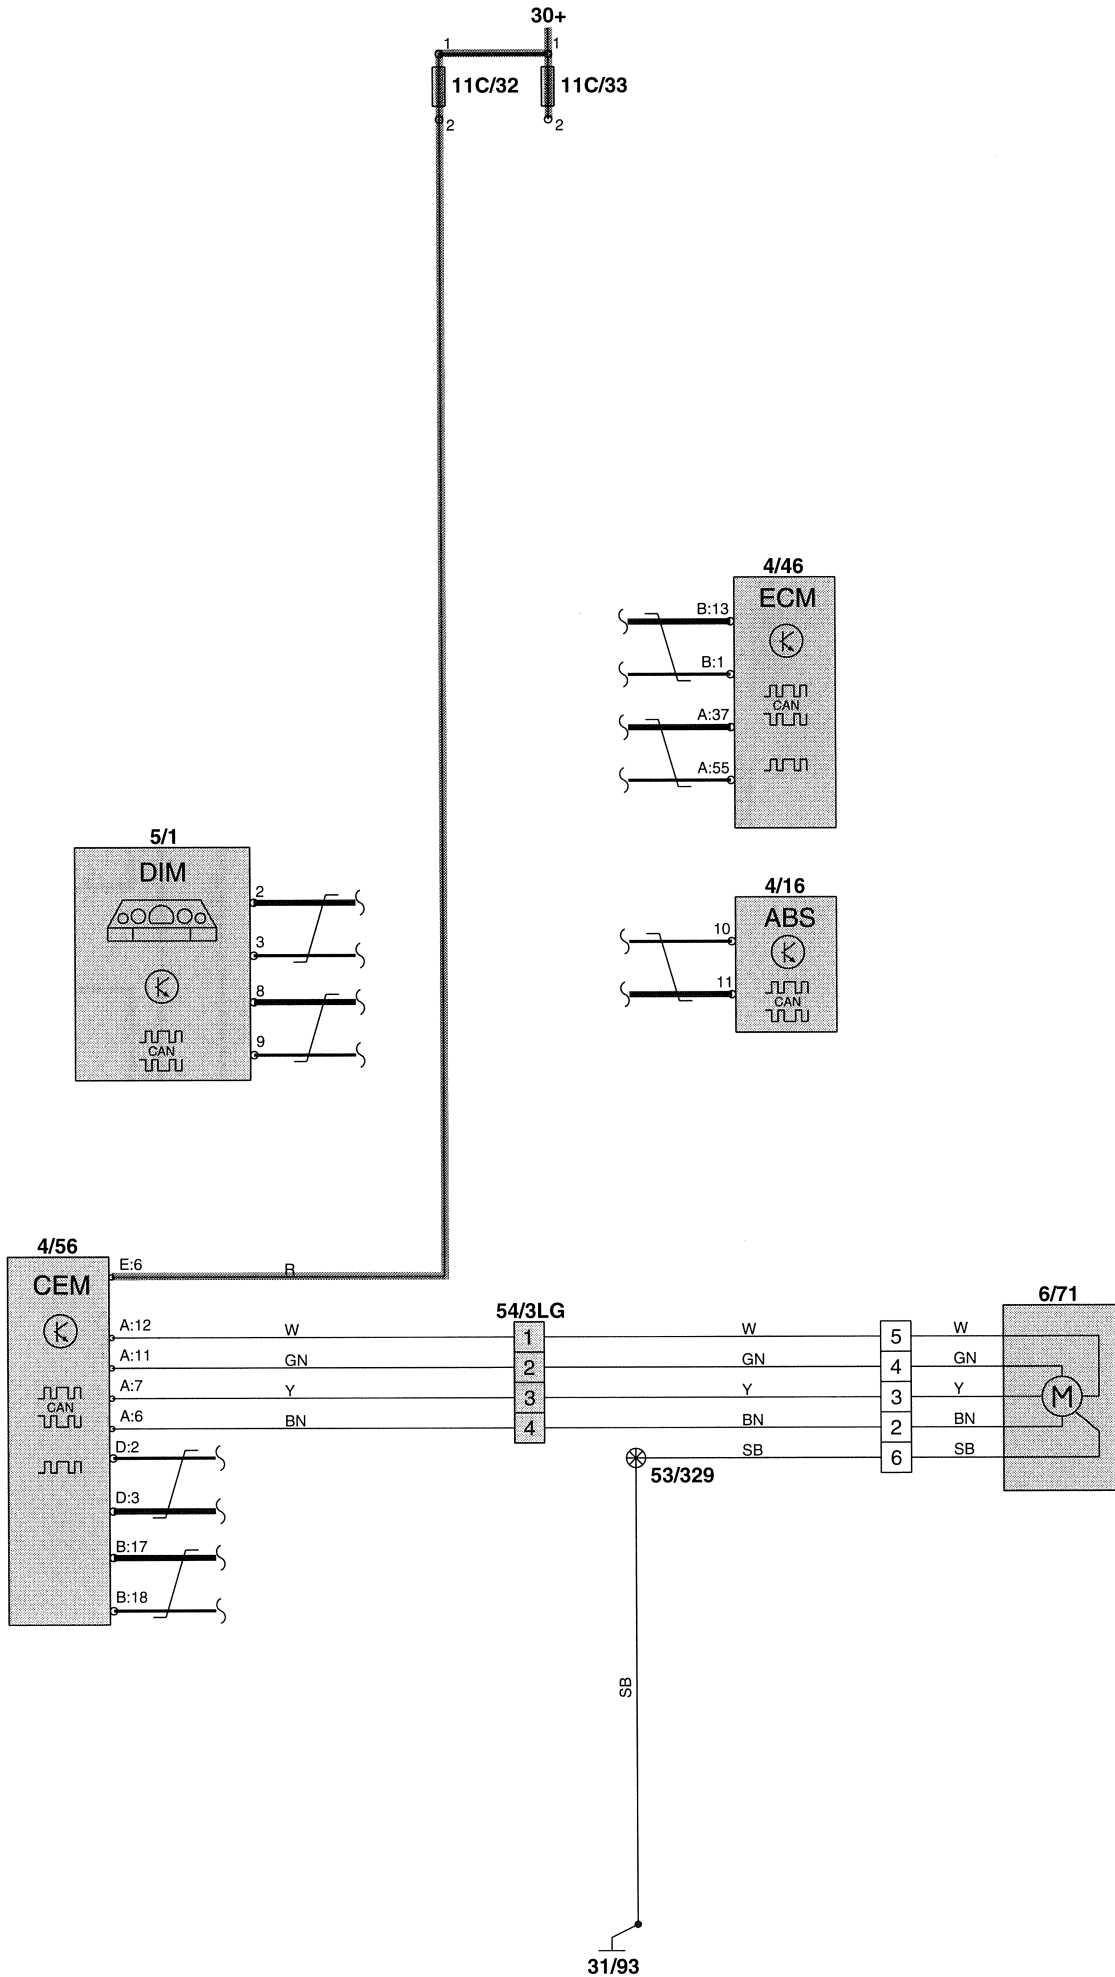 30+
1
1
11C/32
11C/33
2
2
4/46
ECM
B:13
B:1
A:37
CAN
A:55
5/1
DIM
2
3
8
9
CAN
4/16
ABS
10
11
CAN
4/56
CEM
E:6
R
A:12
W
54/3LG
1
W
5
W
6/71
A:11
GN
2
GN
4
GN
A:7
Y
3
Y
3
Y
M
CAN
A:6
BN
4
BN
2
BN
D:2
SB
6
SB
53/329
D:3
B:17
B:18
SB
31/93